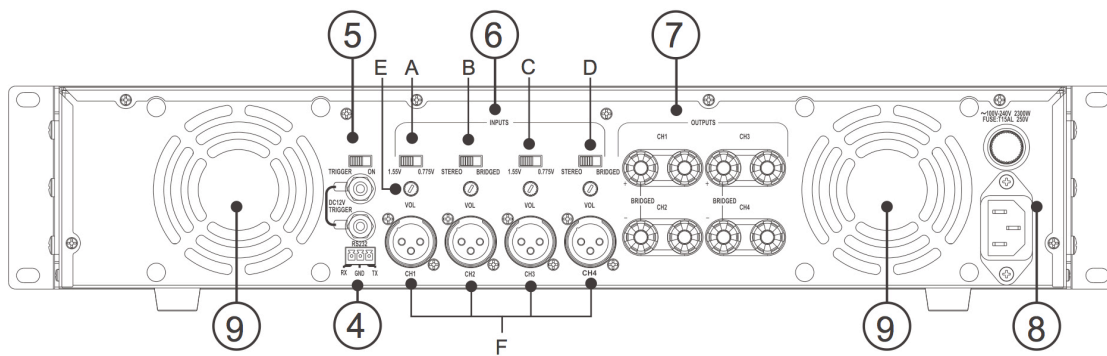 5
6
7
E
A
B
C
D
INPUTS
OUTPUTS
CH1
CH3
~100V-240V 2300W
FUSE:T15AL 250V
TRIGGER
ON
1.55V
0.775V
STEREO
BRIDGED
1.55V
0.775V
STEREO
BRIDGED
DC12V
TRIGGER
VOL
VOL
VOL
VOL
+
+
BRIDGED
BRIDGED
CH2
CH4
-
-
RS232
RX
GND
TX
CH1
CH2
CH3
CH4
9
4
F
9
8